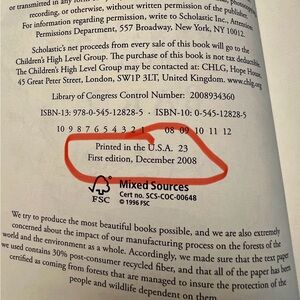 or transmitted in any form
recording, or otherwise, without written permission of the publisher.
For information regarding permission, write to Scholastic Inc., Attention:
Permissions Department, 557 Broadway, New York, NY 10012.
Scholastic's net proceeds from every sale of this book will go to the
Children's High Level Group. The purchase of this book is not tax deductible.
The Children's High Level Group may be contacted at: CHLG, Hope House,
45 Great Peter Street, London, SW1P 3LT, United Kingdom. www.chlg.org
Library of Congress Control Number: 2008934360
ISBN-13: 978-0-545-12828-5 - ISBN-10: 0-545-12828-5
10 9 8 7 6 5 4 3 2 1 08 09 10 11 12
Printed in the U.S.A. 23
First edition, December 2008
FSC
Mixed Sources
Cert no. SCS-COC-00648
© 1996 FSC
We try to produce the most beautiful books possible, and we are also extremely
concerned about the impact of our manufacturing process on the forests of the
world and the environment as a whole. Accordingly, we made sure that the text paper
we used contains 30% post-consumer recycled fiber, and that all of the paper has been
certified as coming from forests that are managed to insure the protection of the
people and wildlife dependent on them